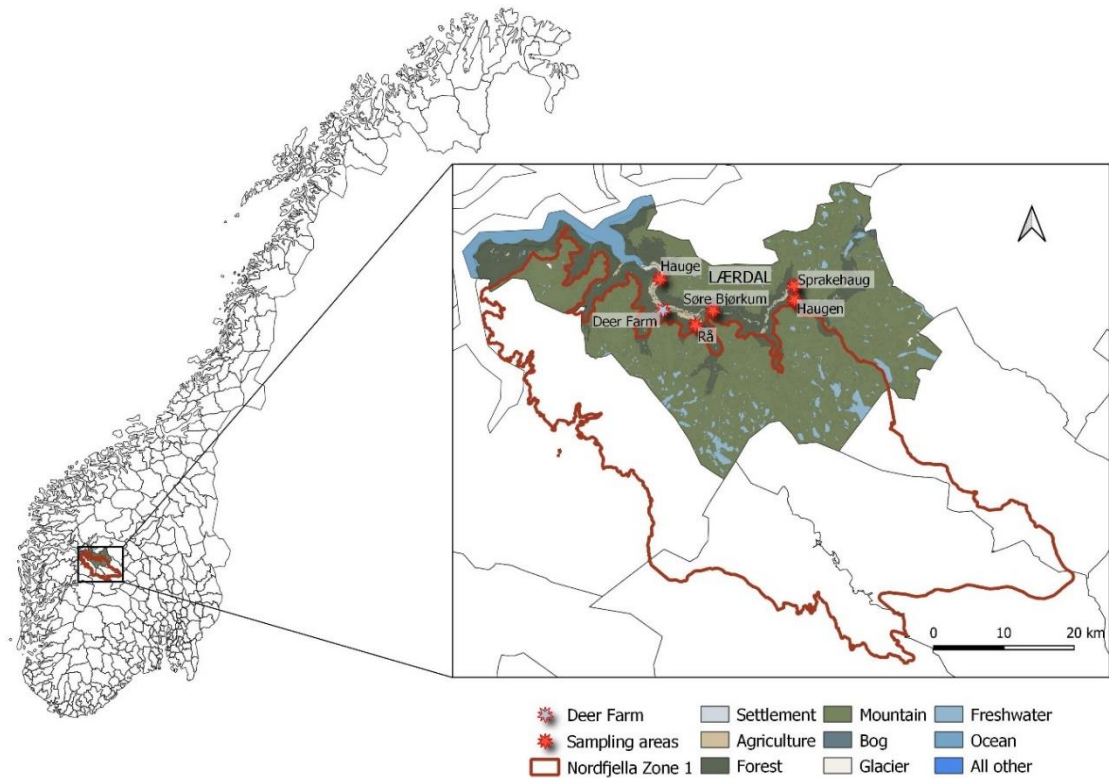 Hauge
LÆRDAL
Sprakehaug
Søre Bjørkum
Haugen
Deer Farm
Rå
0 10 20 km
Deer Farm
Settlement
Mountain
Freshwater
Sampling areas
Agriculture
Bog
Ocean
Nordfjella Zone 1
Forest
Glacier
All other